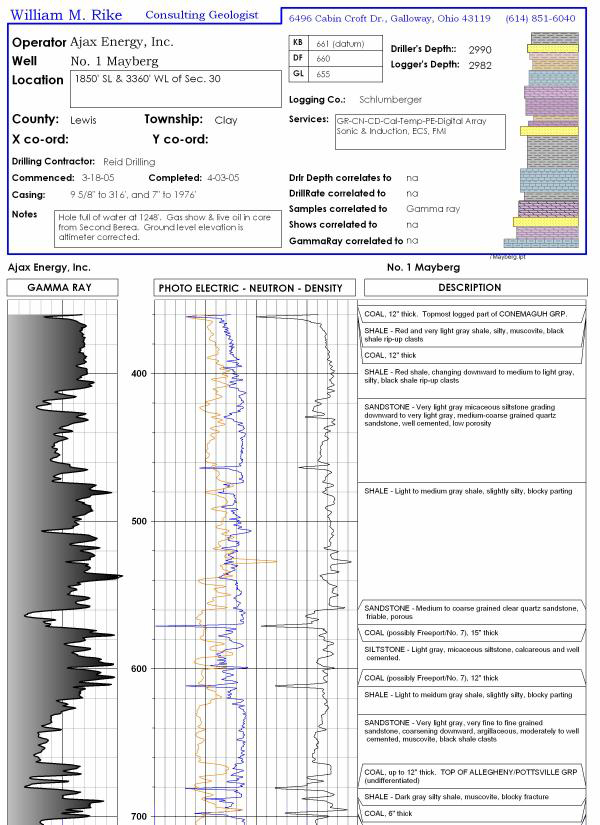 William M. Rike Consulting Geologist
6496 Cabin Croft Dr., Galloway, Ohio 43119 (614) 851-6040
Operator Ajax Energy, Inc.
Well No. 1 Mayberg
Location 1850' SL & 3360' WL of Sec. 30
County: Lewis Township: Clay
X co-ord: Y co-ord:
Drilling Contractor: Reid Drilling
Commenced: 3-18-05 Completed: 4-03-05
Casing: 9 5/8" to 316', and 7" to 1976'
Notes
Hole full of water at 1248'. Gas show & live oil in core
from Second Berea. Ground level elevation is
altimeter corrected.
KB 661 (datum)
DF 660
GL 655
Driller's Depth:: 2990
Logger's Depth: 2982
Logging Co.: Schlumberger
Services: GR-CN-CD-Cal-Temp-PE-Digital Array
Sonic & Induction, ECS, FMI
Drlr Depth correlates to na
DrillRate correlated to na
Samples correlated to Gamma ray
Shows correlated to na
GammaRay correlated to na
/Mayberg.lpt
Ajax Energy, Inc. No. 1 Mayberg
GAMMA RAY PHOTO ELECTRIC - NEUTRON - DENSITY DESCRIPTION
COAL, 12" thick. Topmost logged part of CONEMAUGH GRP.
SHALE - Red and very light gray shale, silty, muscovite, black
shale rip-up clasts
COAL, 12" thick
400
SHALE - Red shale, changing downward to medium to light gray,
silty, black shale rip-up clasts
SANDSTONE - Very light gray micaceous siltstone grading
downward to very light gray, medium-coarse grained quartz
sandstone, well cemented, low porosity
SHALE - Light to medium gray shale, slightly silty, blocky parting
500
SANDSTONE - Medium to coarse grained clear quartz sandstone,
friable, porous
COAL (possibly Freeport/No. 7), 15" thick
SILTSTONE - Light gray, micaceous siltstone, calcareous and well
cemented.
600
COAL (possibly Freeport/No. 7), 12" thick
SHALE - Light to meidum gray shale, slightly silty, blocky parting
SANDSTONE - Very light gray, very fine to fine grained
sandstone, coarsening downward, argillaceous, moderately to well
cemented, muscovite, black shale clasts
COAL, up to 12" thick. TOP OF ALLEGHENY/POTTSVILLE GRP
(undifferentiated)
SHALE - Dark gray silty shale, muscovite, blocky fracture
COAL, 6" thick
700